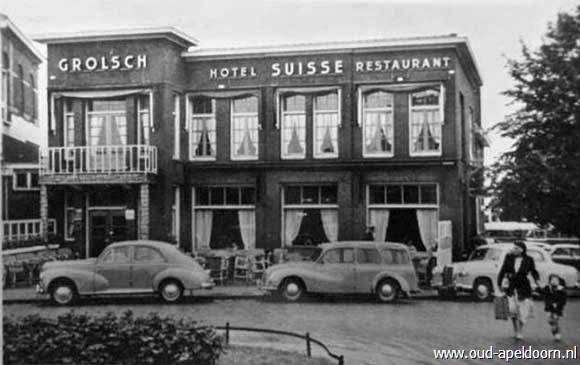 GROLSCH
HOTEL SUISSE RESTAURANT
www.oud-apeldoorn.nl